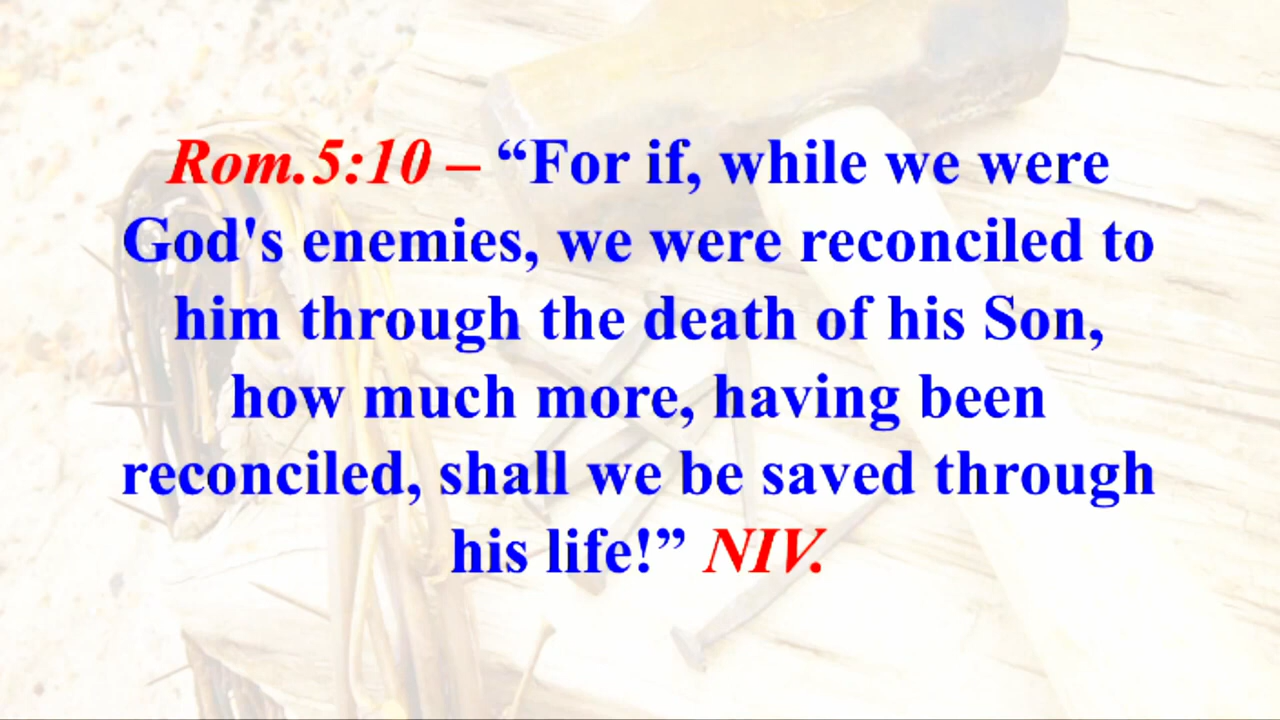 Rom.5:10 – “For if, while we were
God's enemies, we were reconciled to
him through the death of his Son,
how much more, having been
reconciled, shall we be saved through
his life!” NIV.